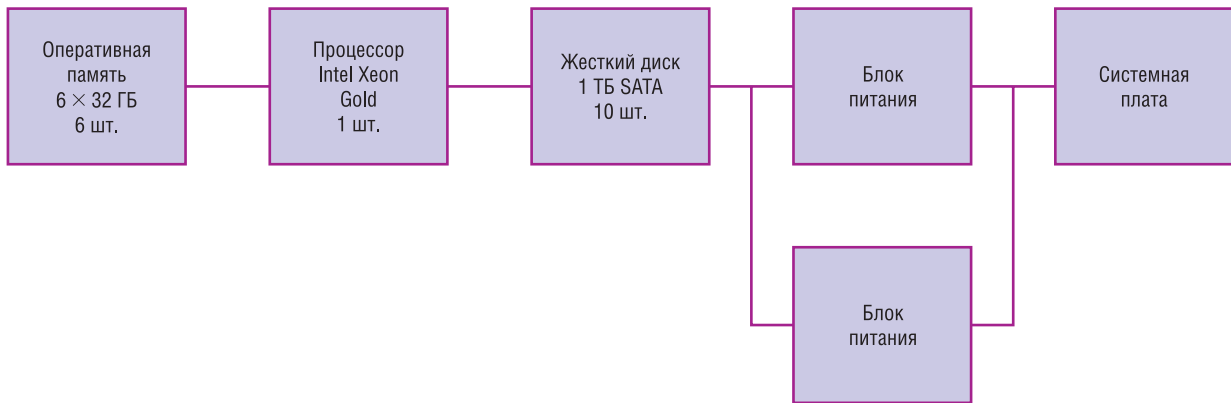 Оперативная
память
6 × 32 ГБ
6 шт.
Процессор
Intel Xeon
Gold
1 шт.
Жесткий диск
1 ТБ SATA
10 шт.
Блок
питания
Системная
плата
Блок
питания